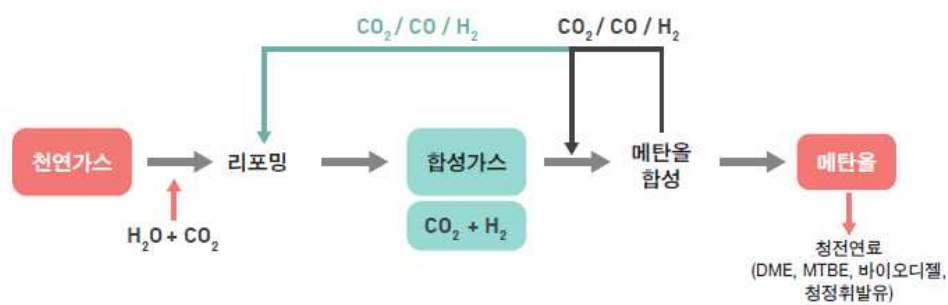 CO₂ / CO / H₂
CO₂ / CO / H₂
천연가스
리포밍
합성가스
메탄올
합성
메탄올
H₂O + CO₂
CO₂ + H₂
청전연료
(DME, MTBE, 바이오디젤,
청정휘발유)